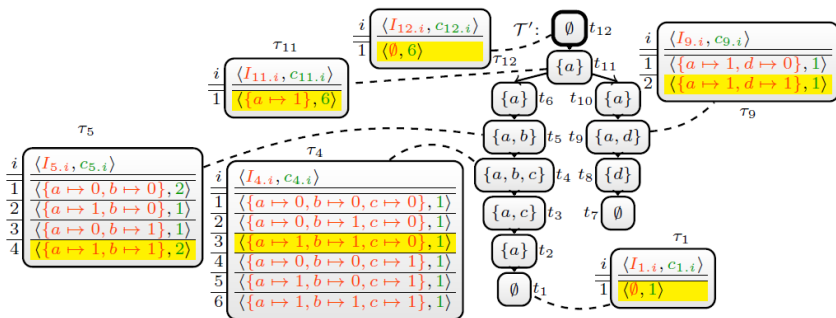 τ12
i ⟨I12.i, c12.i⟩
1 ⟨∅, 6⟩
τ11
i ⟨I11.i, c11.i⟩
1 ⟨{a ↦ 1}, 6⟩
T′: ∅ t12
{a} t11
{a} t6
t10 {a}
{a, b} t5
t9 {a, d}
{a, b, c} t4
t8 {d}
{a, c} t3
t7 ∅
{a} t2
∅ t1
i ⟨I9.i, c9.i⟩
1 ⟨{a ↦ 1, d ↦ 0}, 1⟩
2 ⟨{a ↦ 1, d ↦ 1}, 1⟩
τ9
τ5
i ⟨I5.i, c5.i⟩
1 ⟨{a ↦ 0, b ↦ 0}, 2⟩
2 ⟨{a ↦ 1, b ↦ 0}, 1⟩
3 ⟨{a ↦ 0, b ↦ 1}, 1⟩
4 ⟨{a ↦ 1, b ↦ 1}, 2⟩
τ4
i ⟨I4.i, c4.i⟩
1 ⟨{a ↦ 0, b ↦ 0, c ↦ 0}, 1⟩
2 ⟨{a ↦ 0, b ↦ 1, c ↦ 0}, 1⟩
3 ⟨{a ↦ 1, b ↦ 1, c ↦ 0}, 1⟩
4 ⟨{a ↦ 0, b ↦ 0, c ↦ 1}, 1⟩
5 ⟨{a ↦ 1, b ↦ 0, c ↦ 1}, 1⟩
6 ⟨{a ↦ 1, b ↦ 1, c ↦ 1}, 1⟩
τ1
i ⟨I1.i, c1.i⟩
1 ⟨∅, 1⟩